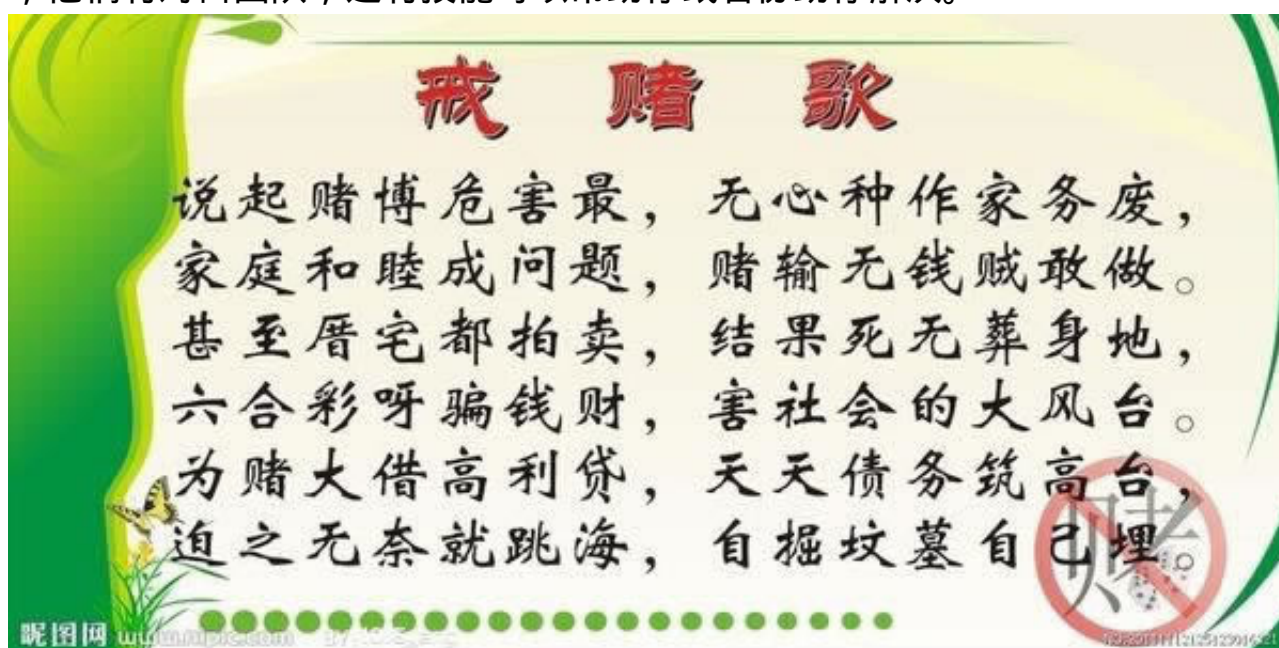 戒 赌 歌
说起赌博危害最，无心种作家务废，
家庭和睦成问题，赌输无钱贼敢做。
甚至厝宅都拍卖，结果死无葬身地，
六合彩呀骗钱财，害社会的大风台。
为赌大借高利贷，天天债务筑高台，
迫之无奈就跳海，自掘坟墓自己埋。
赌
昵图网